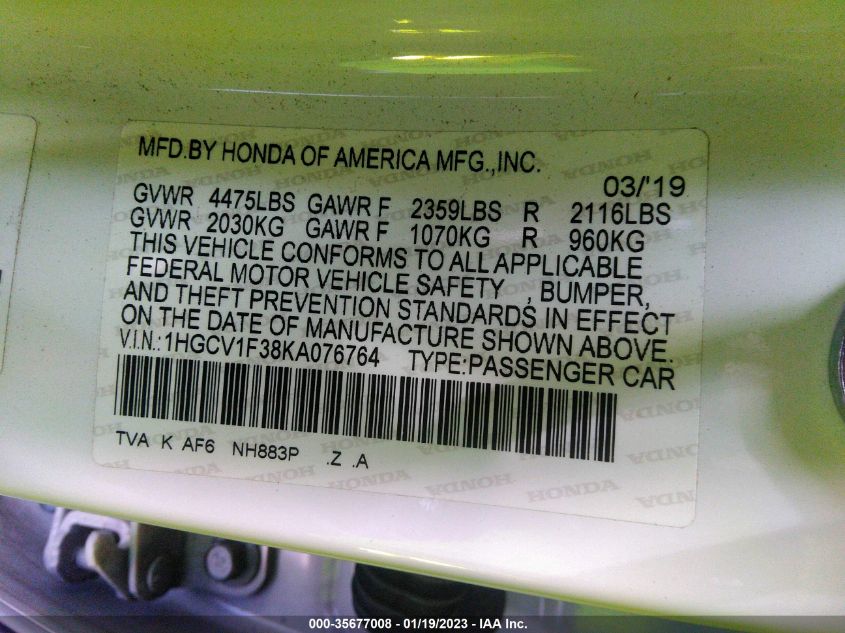 MFD.BY HONDA OF AMERICA MFG.,INC.
03/'19
GVWR 4475LBS GAWR F 2359LBS R 2116LBS
GVWR 2030KG GAWR F 1070KG R 960KG
THIS VEHICLE CONFORMS TO ALL APPLICABLE
FEDERAL MOTOR VEHICLE SAFETY , BUMPER,
AND THEFT PREVENTION STANDARDS IN EFFECT
ON THE DATE OF MANUFACTURE SHOWN ABOVE.
V.I.N.:1HGCV1F38KA076764 TYPE:PASSENGER CAR
TVA K AF6 NH883P .Z .A
HONDA HONDA HONDA
000-35677008 - 01/19/2023 - IAA Inc.